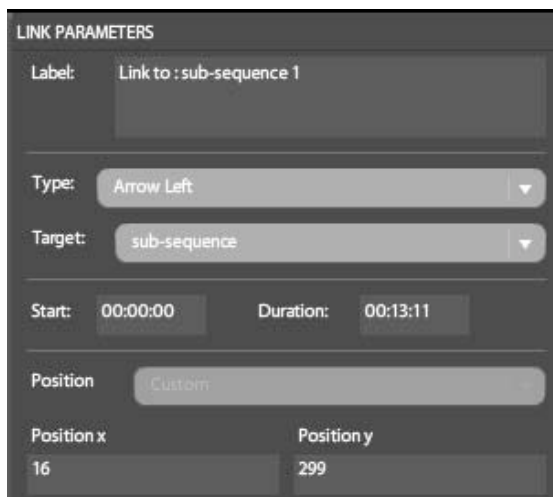 LINK PARAMETERS
Label: Link to : sub-sequence 1
Type: Arrow Left
Target: sub-sequence
Start: 00:00:00 Duration: 00:13:11
Position Custom
Position x Position y
16 299